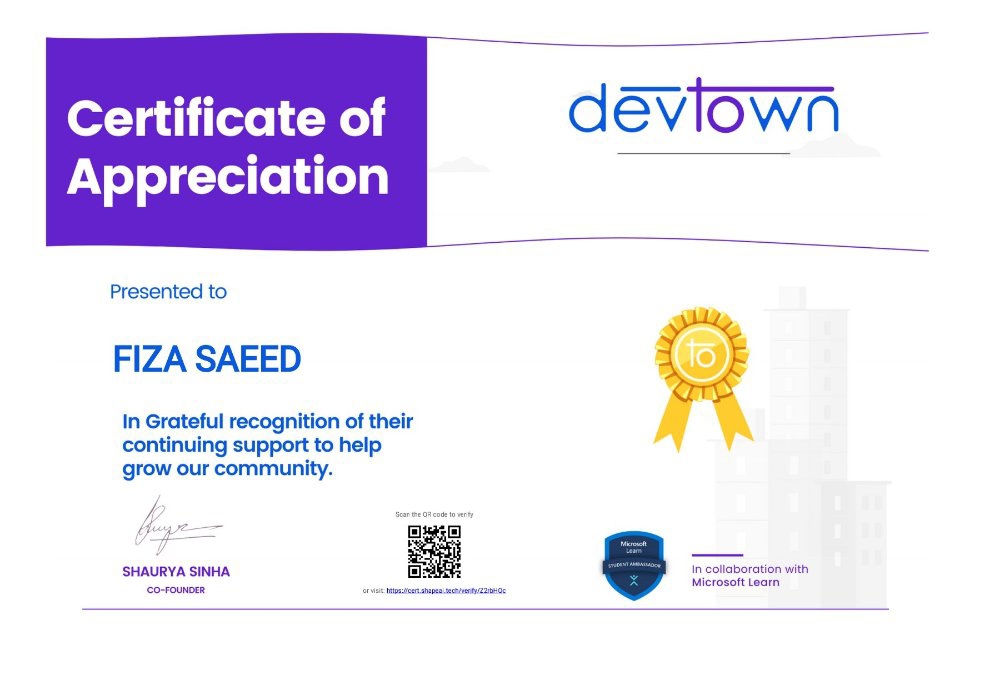 Certificate of
Appreciation
devtown
Presented to
FIZA SAEED
In Grateful recognition of their
continuing support to help
grow our community.
SHAURYA SINHA
CO-FOUNDER
Scan the QR code to verify
or visit: https://cert.shapeai.tech/verify/Z2rbHQc
to
Microsoft
Learn
STUDENT AMBASSADOR
In collaboration with
Microsoft Learn